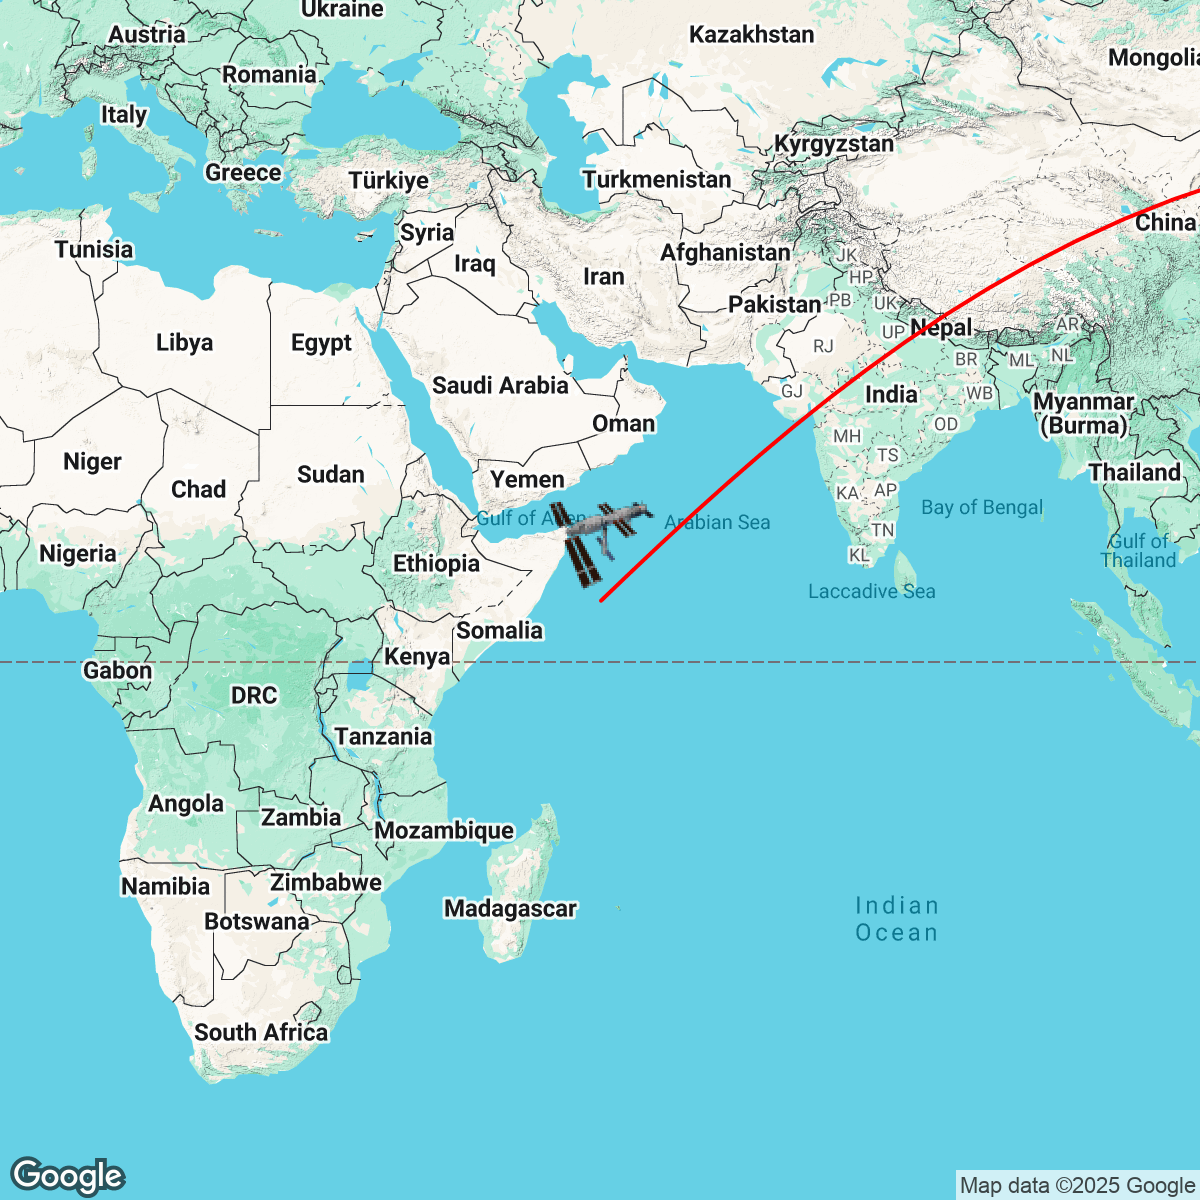 Ukraine
Austria
Kazakhstan
Mongolia
Romania
Italy
Kyrgyzstan
Greece
Türkiye
Turkmenistan
China
Syria
Tunisia
Iraq
Afghanistan
JK
Iran
HP
Pakistan
PB
UK
Nepal
AR
Libya
Egypt
UP
RJ
BR
ML
NL
Saudi Arabia
GJ
India
WB
Myanmar
(Burma)
Oman
OD
MH
TS
Niger
Chad
Sudan
Yemen
Thailand
KA
AP
Bay of Bengal
Gulf of Aden
Arabian Sea
TN
Nigeria
Ethiopia
KL
Gulf of
Thailand
Laccadive Sea
Somalia
Kenya
Gabon
DRC
Tanzania
Angola
Zambia
Mozambique
Namibia
Zimbabwe
Botswana
Madagascar
Indian
Ocean
South Africa
Google
Map data ©2025 Google